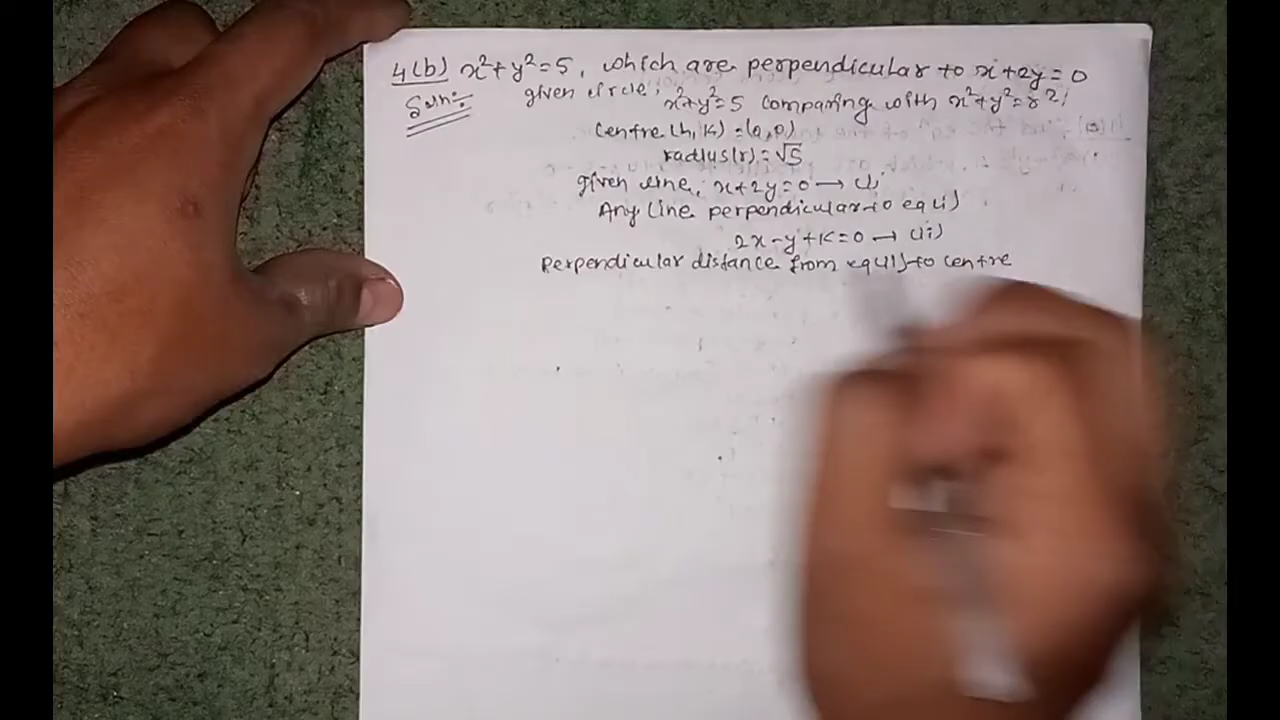 4(b) x²+y²=5, which are perpendicular to x+2y=0
Soln:- given circle, x²+y²=5 comparing with x²+y²=r²,
Centre (h, k) = (0, 0)
radius(r) = √5
given line, x+2y=0 → (i)
Any line perpendicular to eq(i)
2x-y+k=0 → (ii)
Perpendicular distance from eq(ii) to centre